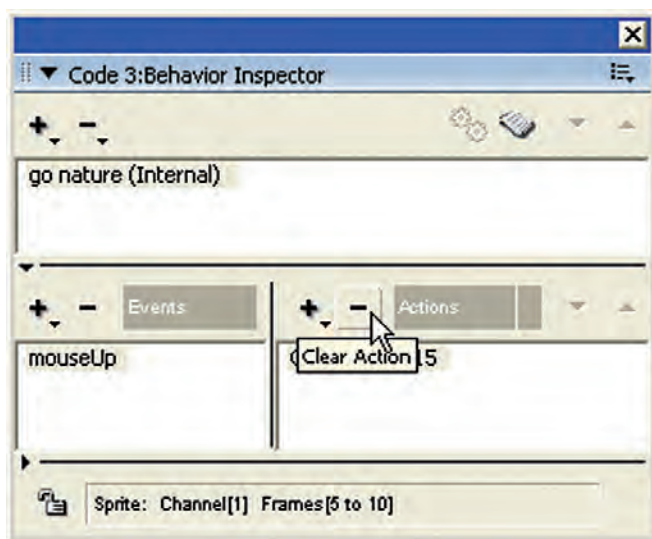 Code 3:Behavior Inspector
go nature (Internal)
Events
Actions
Clear Action
mouseUp
15
Sprite: Channel[1] Frames[5 to 10]